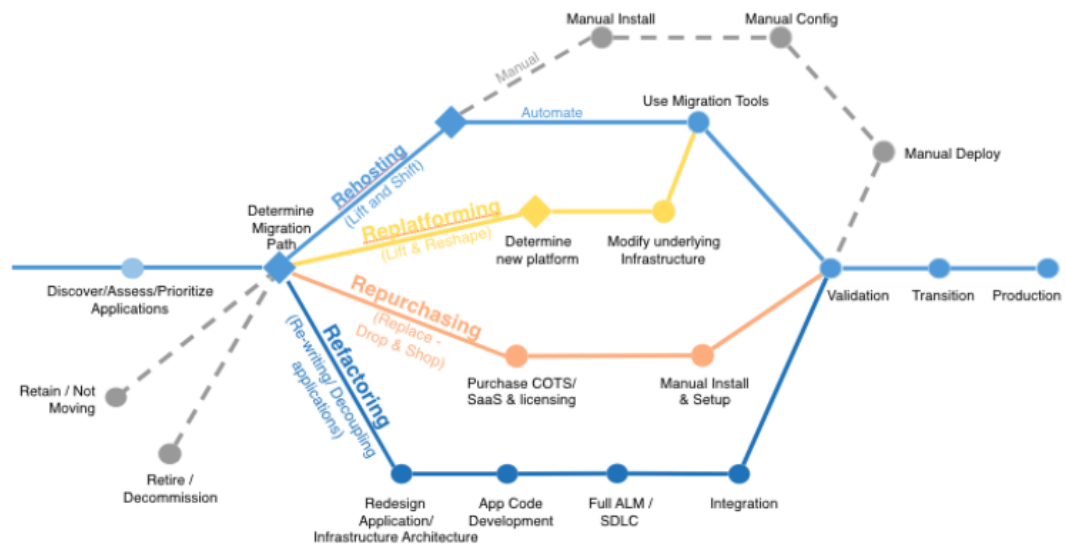 Manual Install
Manual Config
Manual
Use Migration Tools
Automate
Manual Deploy
Rehosting
(Lift and Shift)
Determine
Migration
Path
Replatforming
(Lift & Reshape)
Determine
new platform
Modify underlying
Infrastructure
Discover/Assess/Prioritize
Applications
Repurchasing
(Replace -
Drop & Shop)
Validation
Transition
Production
Refactoring
(Re-writing/ Decoupling
applications)
Retain / Not
Moving
Purchase COTS/
SaaS & licensing
Manual Install
& Setup
Retire /
Decommission
Redesign
Application/
Infrastructure Architecture
App Code
Development
Full ALM /
SDLC
Integration